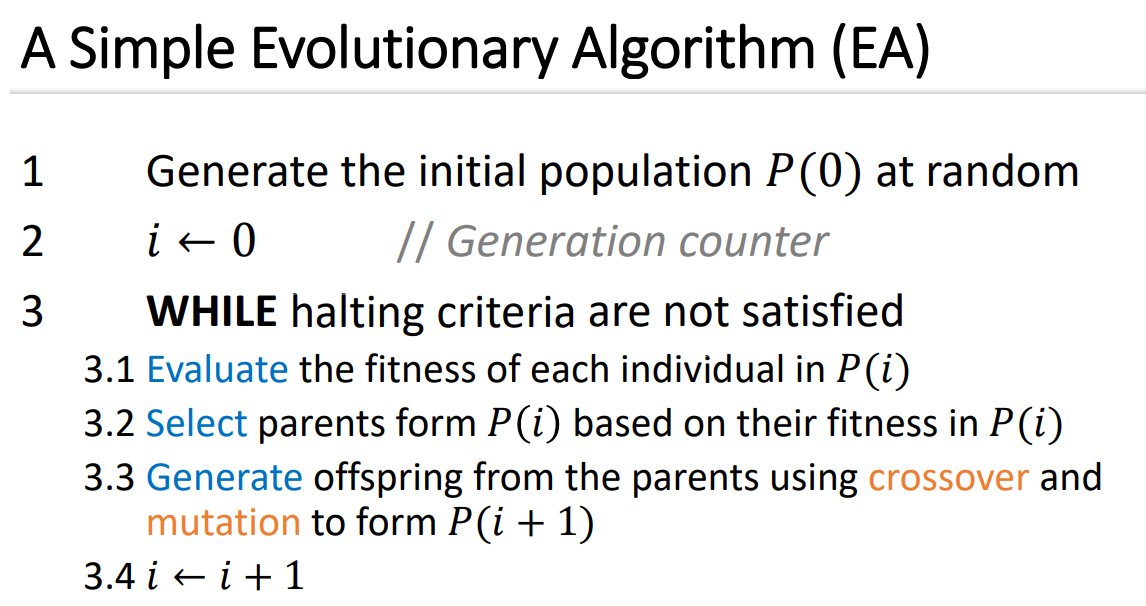 A Simple Evolutionary Algorithm (EA)
1 Generate the initial population P(0) at random
2 i ← 0 // Generation counter
3 WHILE halting criteria are not satisfied
3.1 Evaluate the fitness of each individual in P(i)
3.2 Select parents form P(i) based on their fitness in P(i)
3.3 Generate offspring from the parents using crossover and
mutation to form P(i + 1)
3.4 i ← i + 1